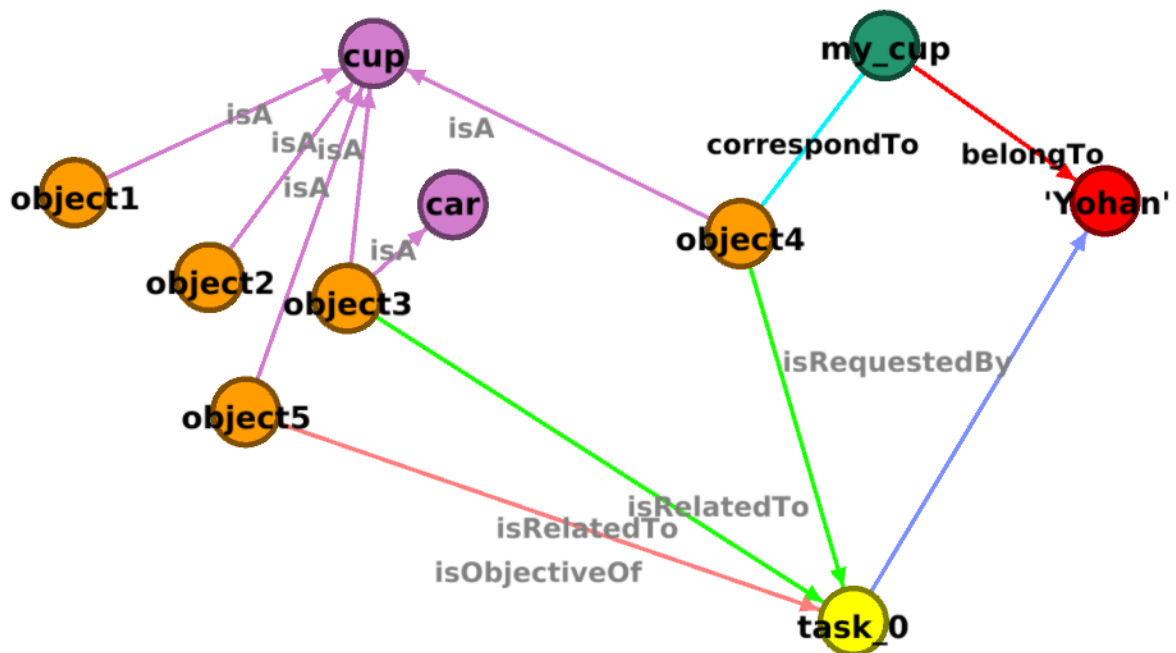 cup
my_cup
isA
isA
isA
isA
correspondTo
belongTo
isA
object1
car
'Yohan'
object4
isA
object2
object3
isRequestedBy
object5
isRelatedTo
isRelatedTo
isObjectiveOf
task_0